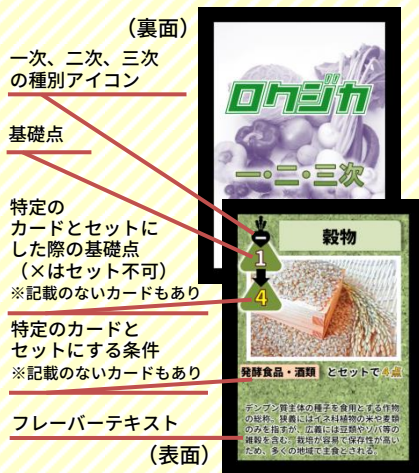 (裏面)
一次、二次、三次
の種別アイコン
ロクジカ
一・二・三次
基礎点
特定の
カードとセットに
した際の基礎点
(×はセット不可)
※記載のないカードもあり
特定のカードと
セットにする条件
※記載のないカードもあり
フレーバーテキスト
(表面)
一
1
4
穀物
発酵食品・酒類 とセットで4点
デンプン質主体の種子を食用とする作物
の総称。狭義にはイネ科植物の米や麦類
のみを指すが、広義には豆類やソバ等の
雑穀を含む。栽培が容易で保存性が高い
ため、多くの地域で主食とされる。